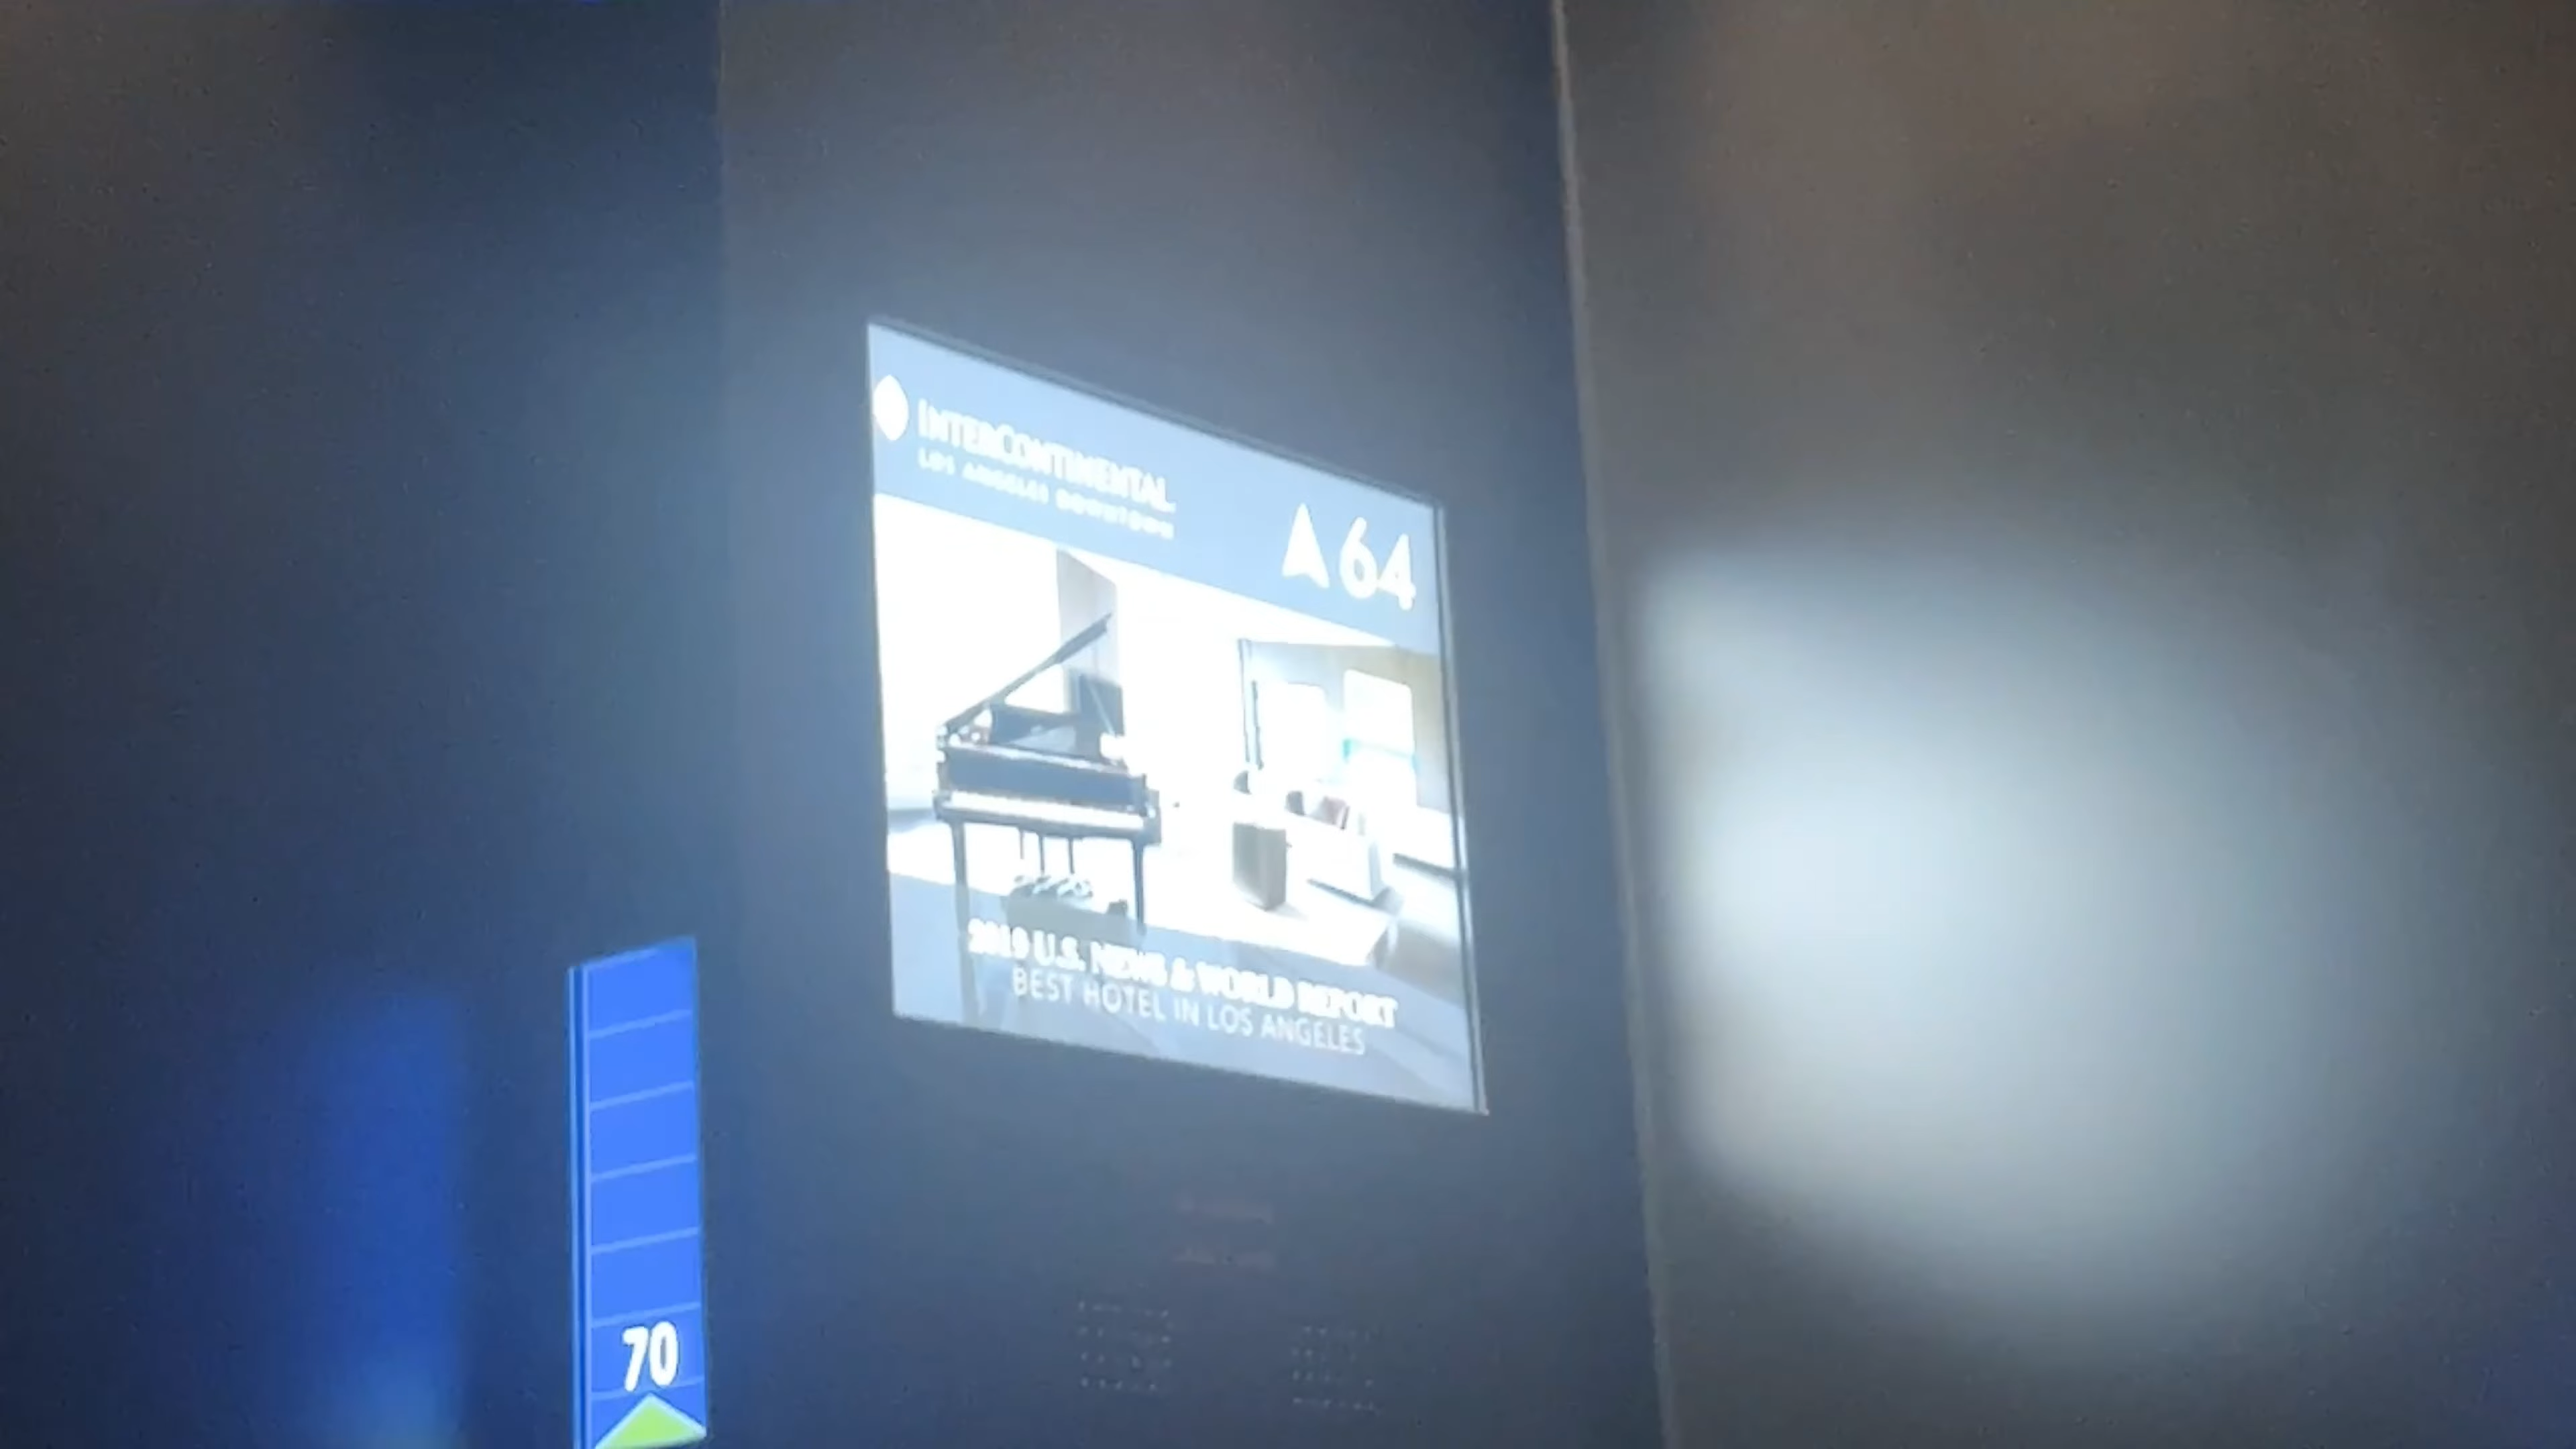 INTERCONTINENTAL
LOS ANGELES DOWNTOWN
64
2019 U.S. NEWS & WORLD REPORT
BEST HOTEL IN LOS ANGELES
70